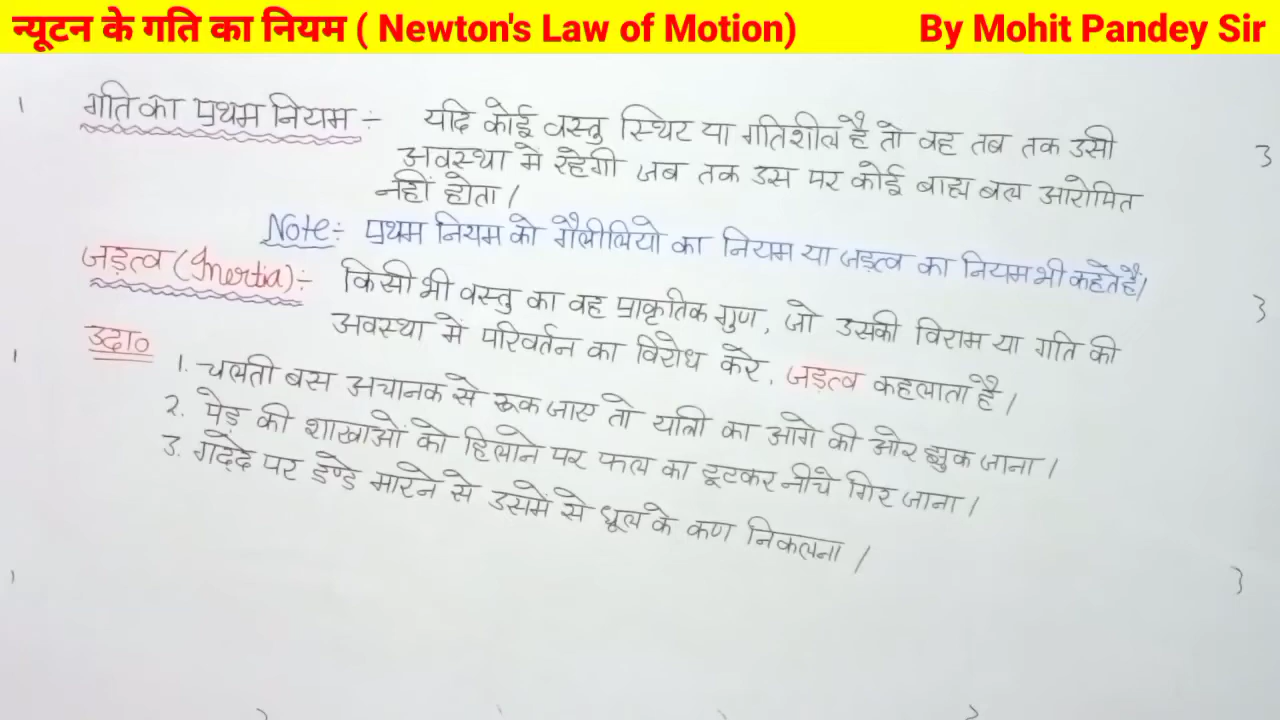 न्यूटन के गति का नियम ( Newton's Law of Motion) By Mohit Pandey Sir
गति का प्रथम नियम :- यदि कोई वस्तु स्थिर या गतिशील है तो वह तब तक उसी
अवस्था में रहेगी जब तक उस पर कोई बाह्य बल आरोपित
नहीं होता।
Note:- प्रथम नियम को गैलीलियो का नियम या जड़त्व का नियम भी कहते है।
जड़त्व (Inertia):- किसी भी वस्तु का वह प्राकृतिक गुण, जो उसकी विराम या गति की
अवस्था में परिवर्तन का विरोध करे, जड़त्व कहलाता है।
उदा०
1. चलती बस अचानक से रूक जाए तो यात्री का आगे की ओर झुक जाना।
2. पेड़ की शाखाओं को हिलाने पर फल का टूटकर नीचे गिर जाना।
3. गद्दे पर डण्डे मारने से उसमें से धूल के कण निकलना।